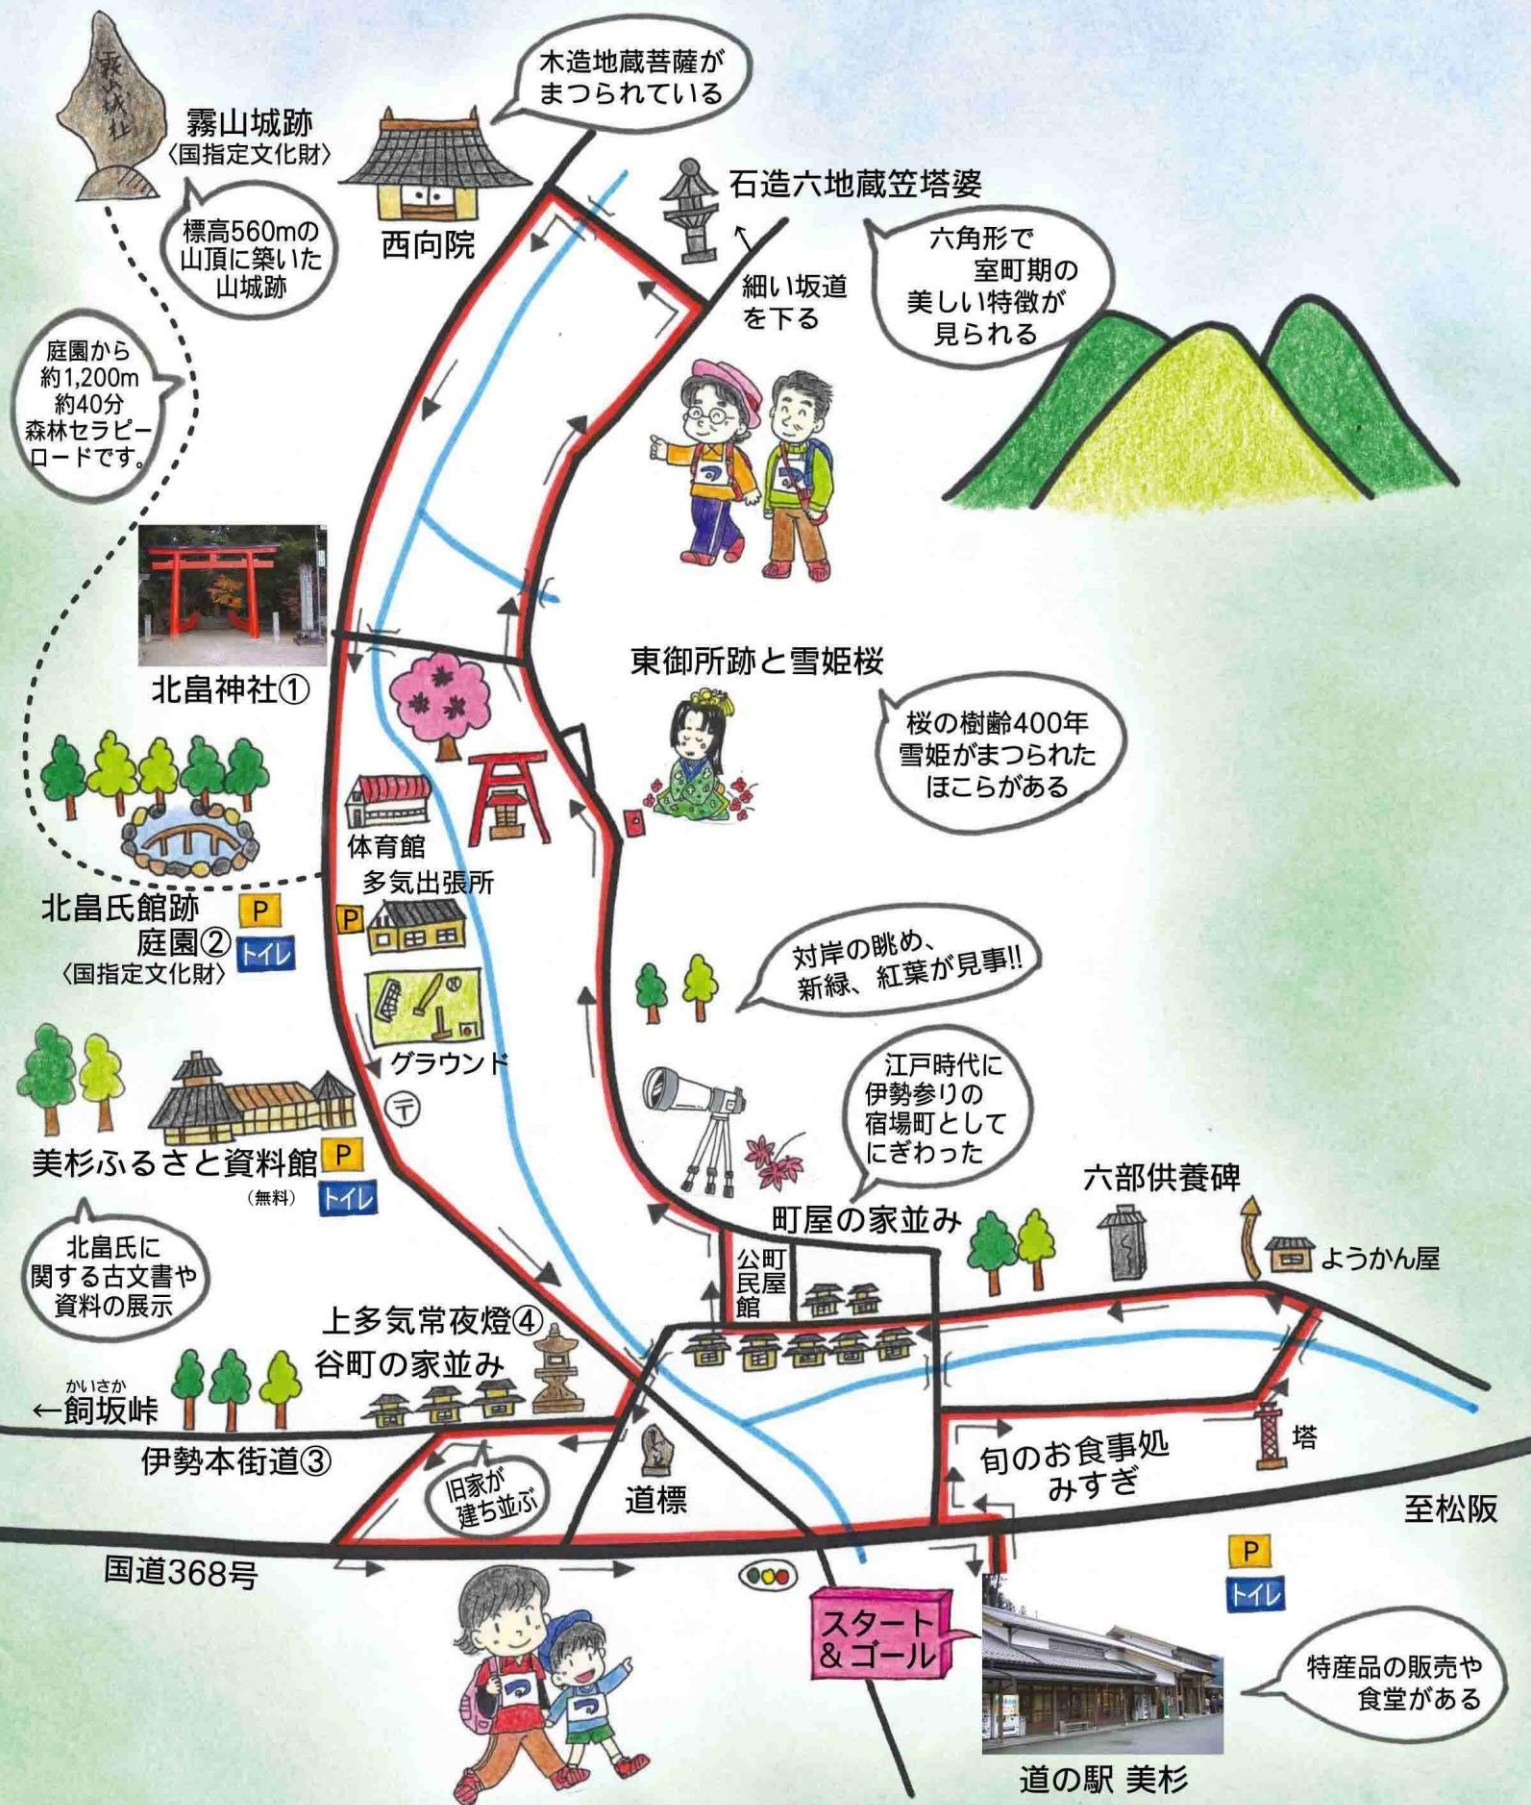 霧山城址
霧山城跡
〈国指定文化財〉
標高560mの
山頂に築いた
山城跡
木造地蔵菩薩が
まつられている
西向院
石造六地蔵笠塔婆
細い坂道
を下る
六角形で
室町期の
美しい特徴が
見られる
庭園から
約1,200m
約40分
森林セラピー
ロードです。
北畠神社①
東御所跡と雪姫桜
桜の樹齢400年
雪姫がまつられた
ほこらがある
体育館
多気出張所
P
北畠氏館跡
庭園②
〈国指定文化財〉
P
トイレ
グラウンド
〒
対岸の眺め、
新緑、紅葉が見事!!
江戸時代に
伊勢参りの
宿場町として
にぎわった
美杉ふるさと資料館
(無料)
P
トイレ
北畠氏に
関する古文書や
資料の展示
町屋の家並み
町屋
公民館
六部供養碑
ようかん屋
上多気常夜燈④
谷町の家並み
かいさか
←飼坂峠
伊勢本街道③
旧家が
建ち並ぶ
道標
旬のお食事処
みすぎ
塔
至松阪
国道368号
スタート
&ゴール
P
トイレ
特産品の販売や
食堂がある
道の駅 美杉